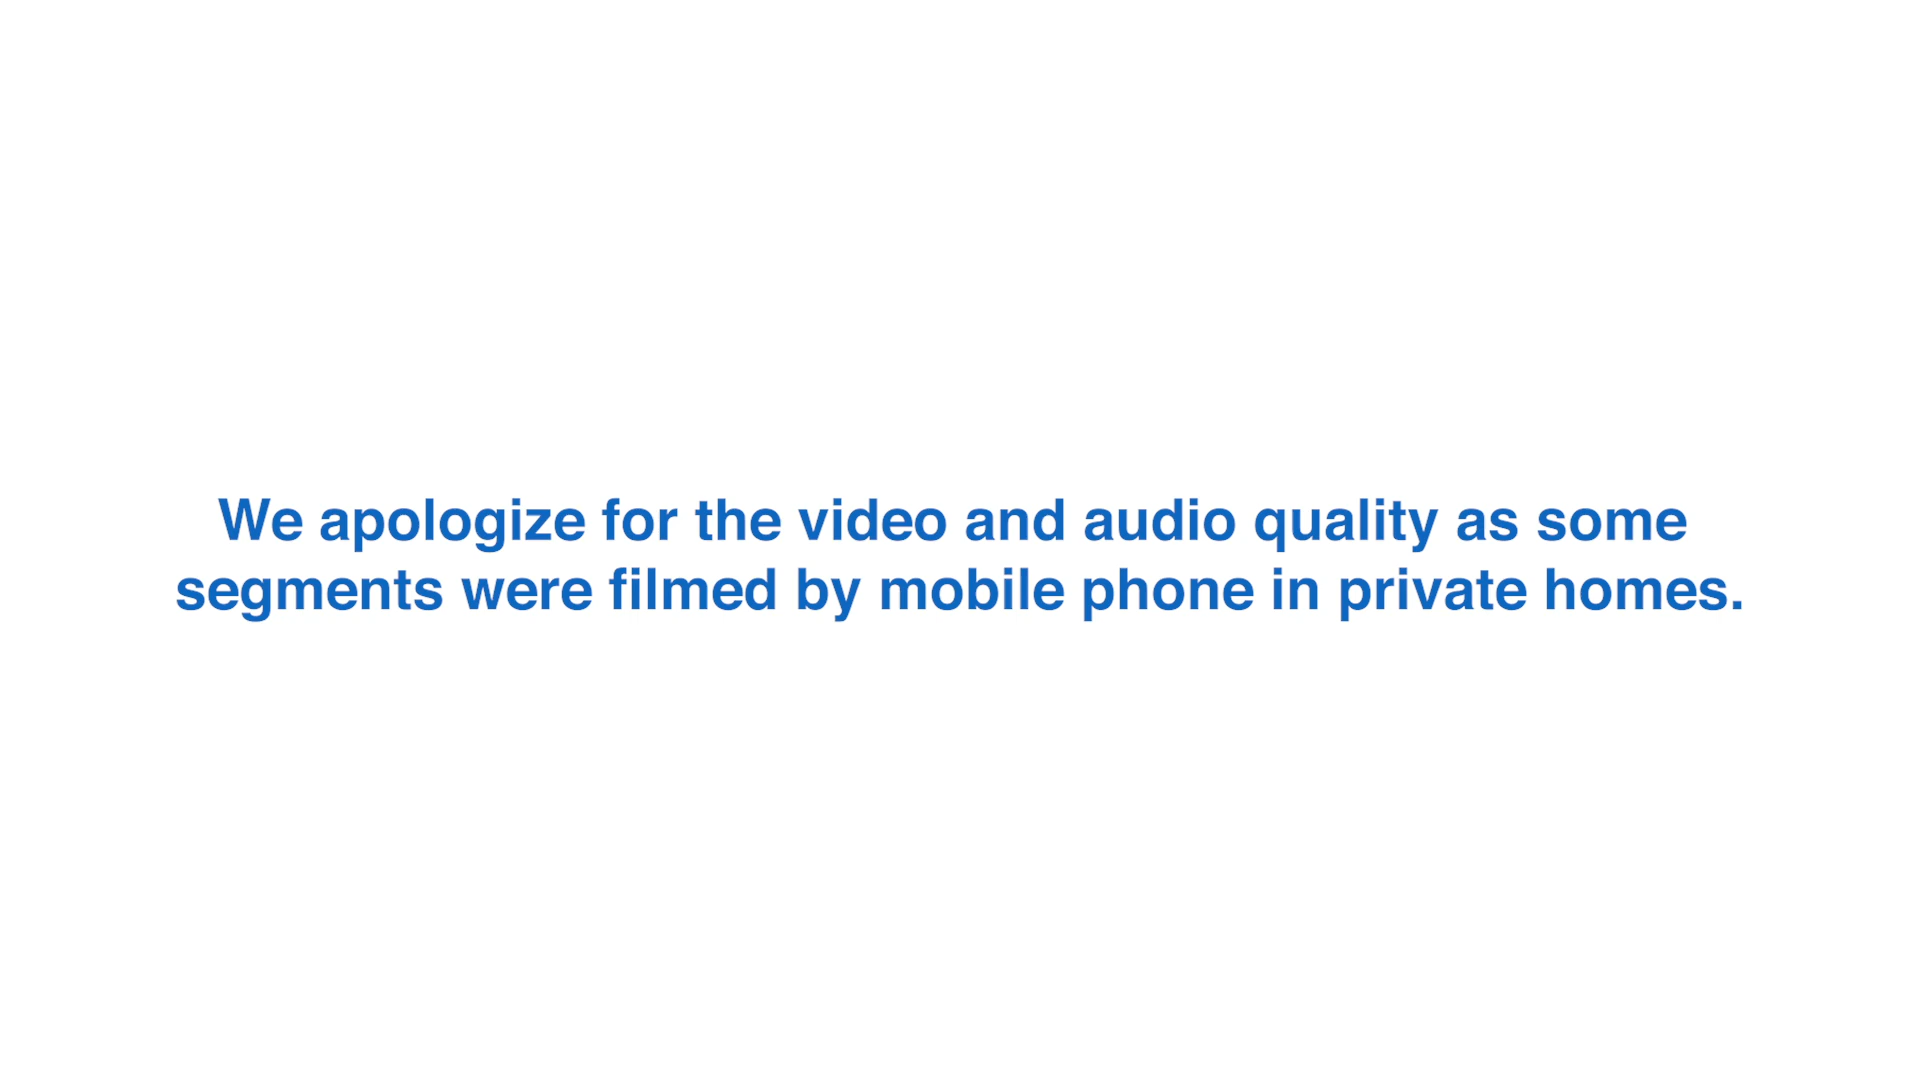 We apologize for the video and audio quality as some
segments were filmed by mobile phone in private homes.